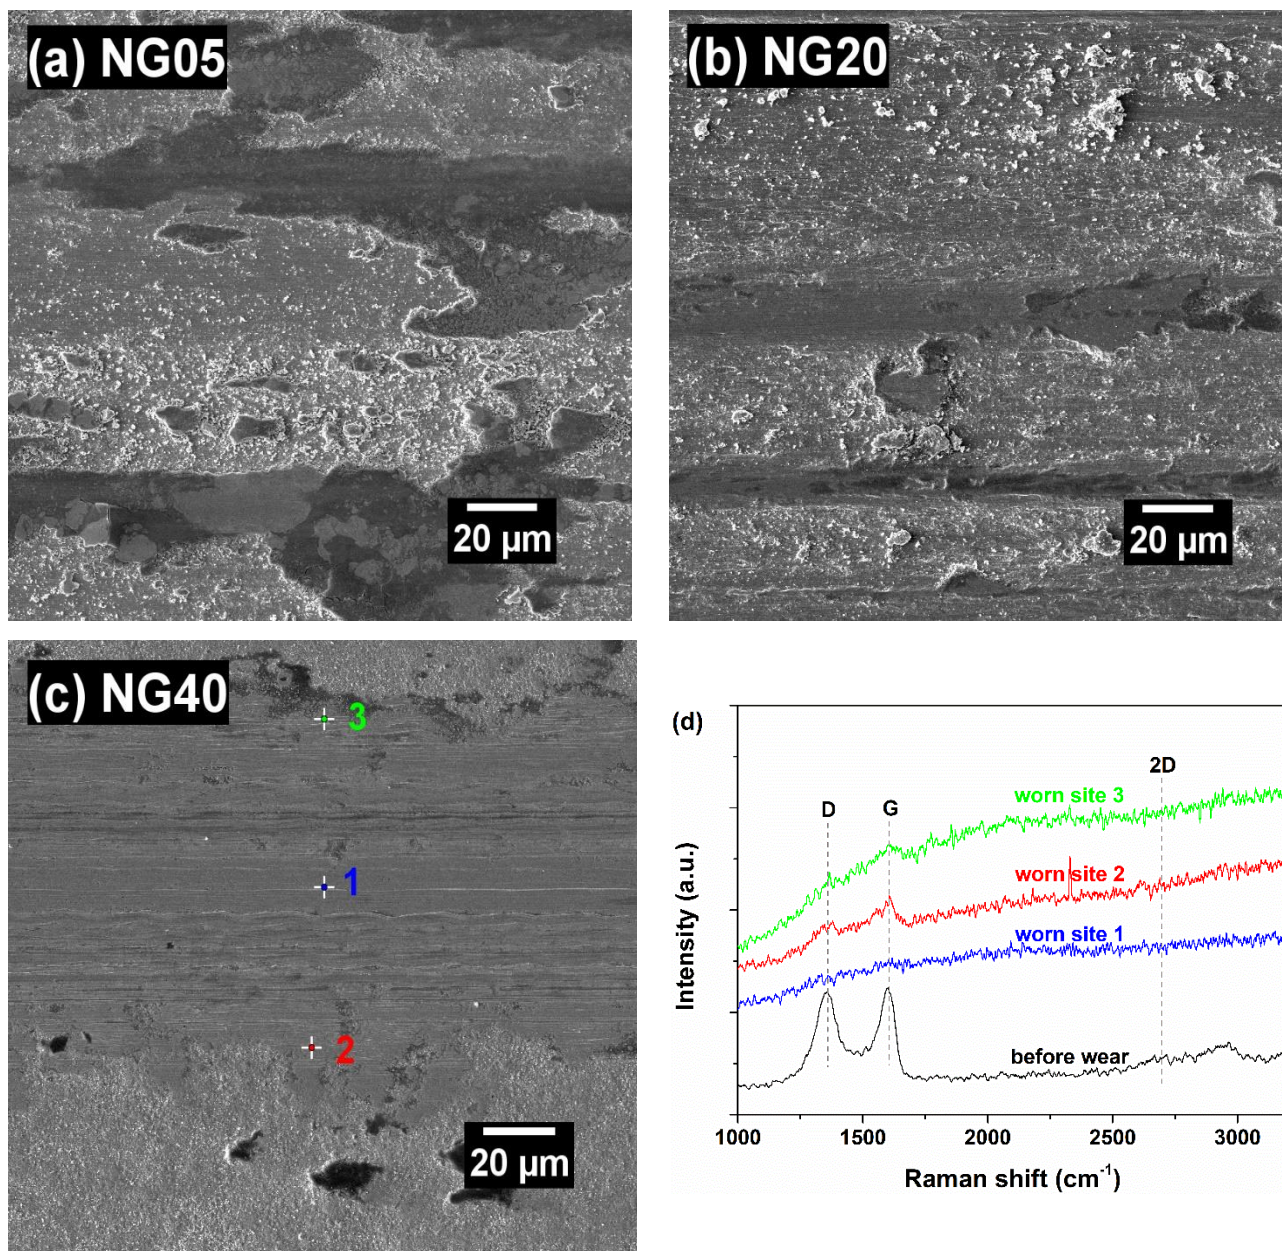 (a) NG05
20 µm
(b) NG20
20 µm
(c) NG40
3
1
2
20 µm
(d)
2D
D
G
worn site 3
worn site 2
worn site 1
before wear
Intensity (a.u.)
1000
1500
2000
2500
3000
Raman shift (cm⁻¹)